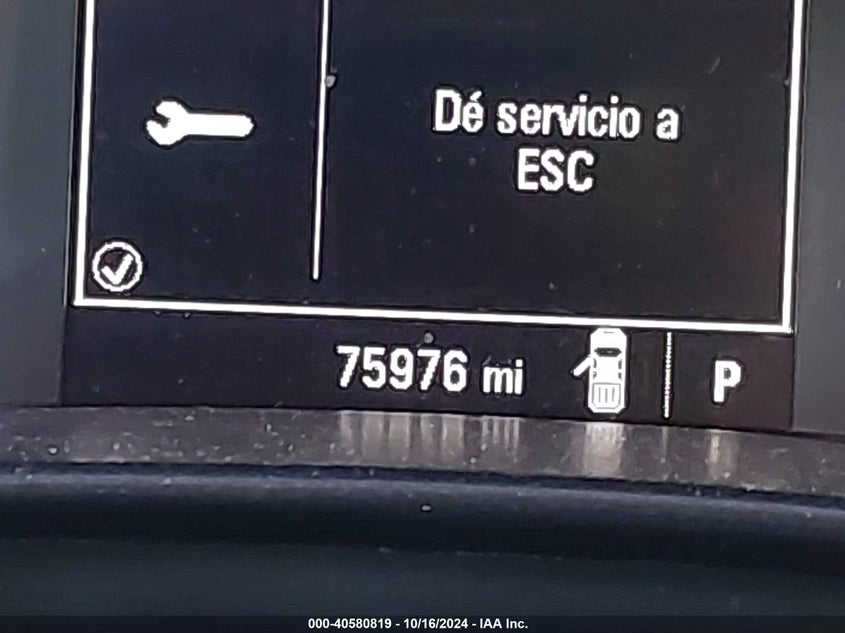 Dé servicio a
ESC
75976 mi
P
000-40580819 - 10/16/2024 - IAA Inc.